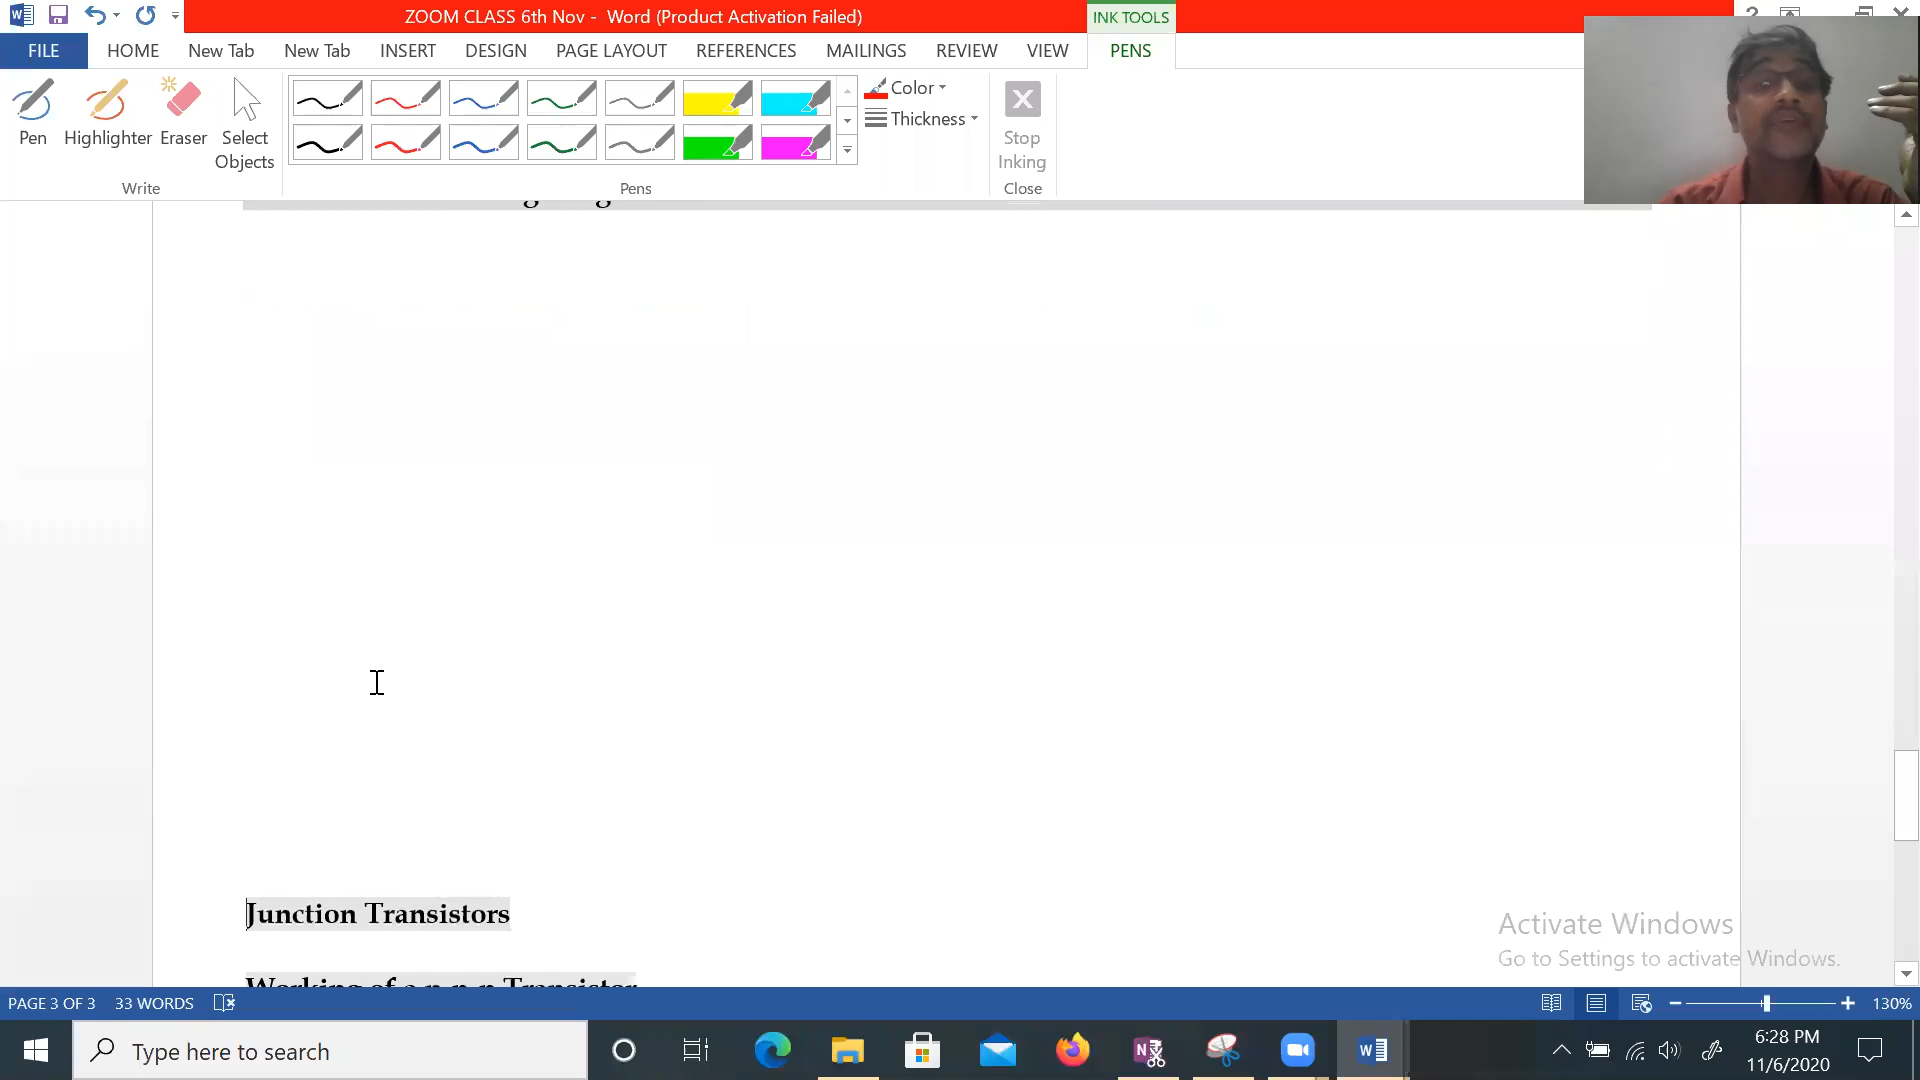 ZOOM CLASS 6th Nov - Word (Product Activation Failed)
INK TOOLS
?
FILE HOME New Tab New Tab INSERT DESIGN PAGE LAYOUT REFERENCES MAILINGS REVIEW VIEW PENS
Pen
Highlighter
Eraser
Select
Objects
Color
Thickness
Stop
Inking
Write
Pens
Close
Junction Transistors
Working of a p-n-p Transistor
Activate Windows
Go to Settings to activate Windows.
PAGE 3 OF 3 33 WORDS
130%
Type here to search
6:28 PM
11/6/2020